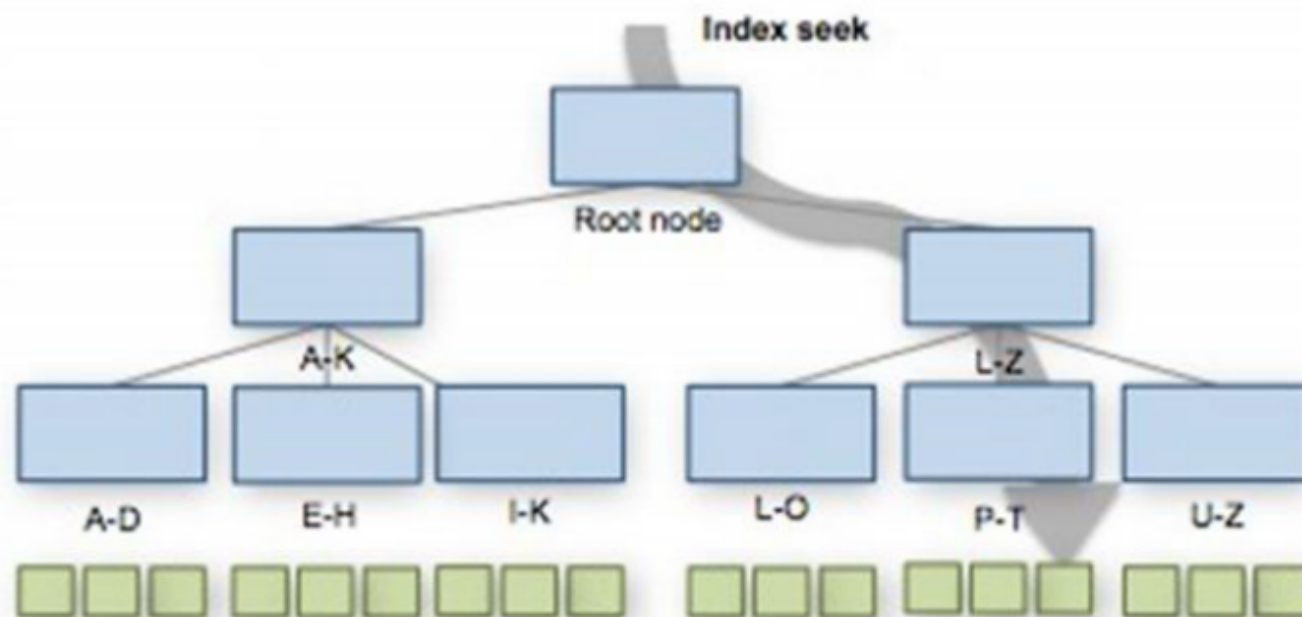 Index seek
Root node
A-K
L-Z
A-D
E-H
I-K
L-O
P-T
U-Z